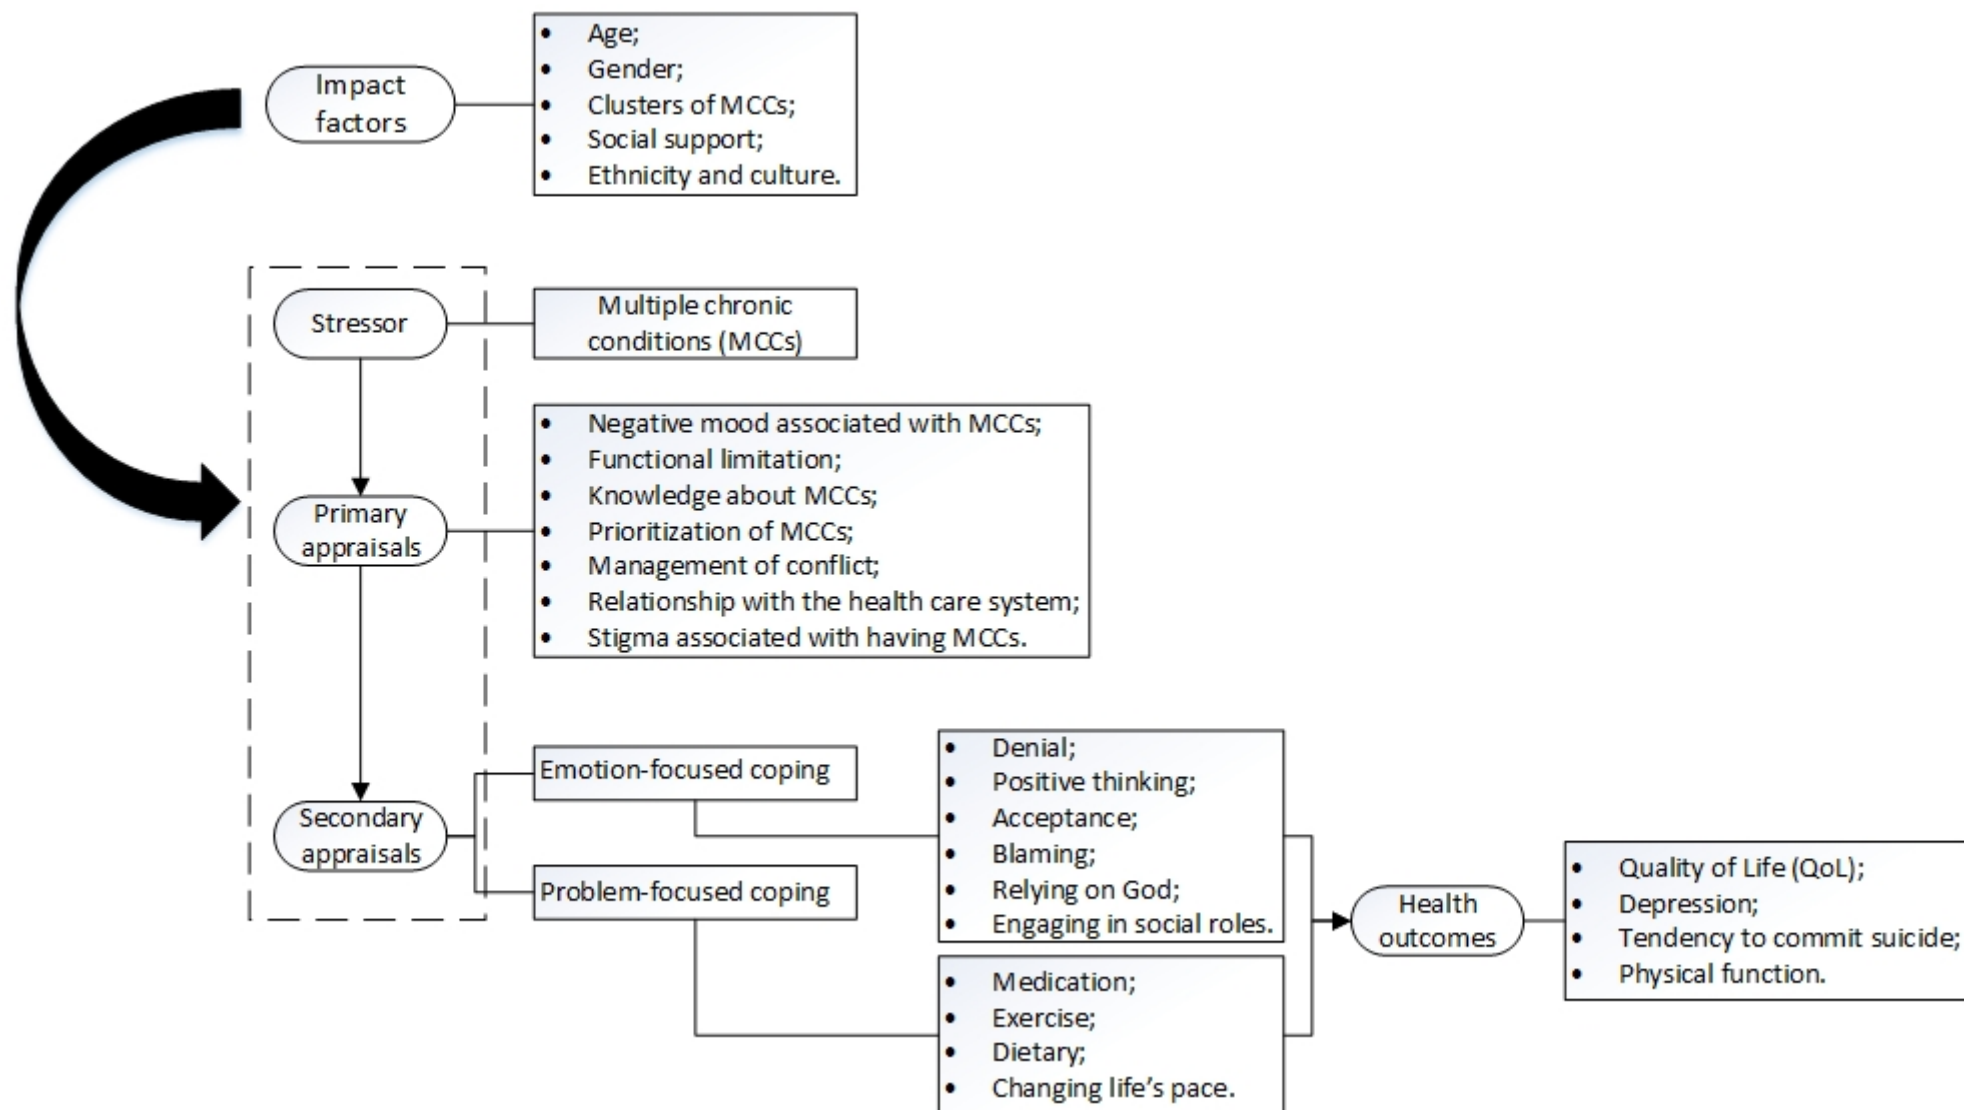 Impact
factors
• Age;
• Gender;
• Clusters of MCCs;
• Social support;
• Ethnicity and culture.
Stressor
Multiple chronic
conditions (MCCs)
Primary
appraisals
• Negative mood associated with MCCs;
• Functional limitation;
• Knowledge about MCCs;
• Prioritization of MCCs;
• Management of conflict;
• Relationship with the health care system;
• Stigma associated with having MCCs.
Secondary
appraisals
Emotion-focused coping
Problem-focused coping
• Denial;
• Positive thinking;
• Acceptance;
• Blaming;
• Relying on God;
• Engaging in social roles.
• Medication;
• Exercise;
• Dietary;
• Changing life’s pace.
Health
outcomes
• Quality of Life (QoL);
• Depression;
• Tendency to commit suicide;
• Physical function.